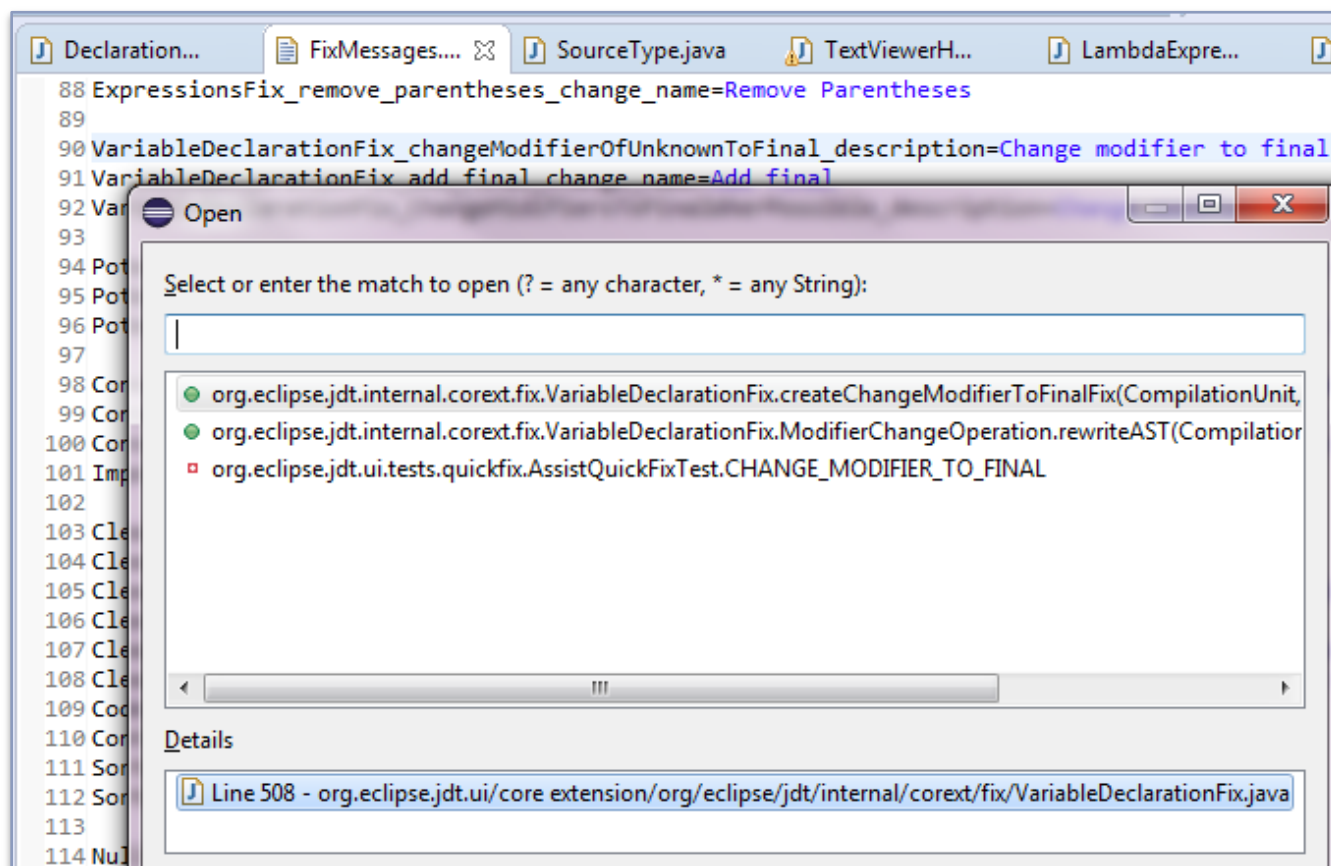 Declaration... FixMessages.... SourceType.java TextViewerH... LambdaExpre...
88 ExpressionsFix_remove_parentheses_change_name=Remove Parentheses
89
90 VariableDeclarationFix_changeModifierOfUnknownToFinal_description=Change modifier to final
91 VariableDeclarationFix_add_final_change_name=Add final
92 Var
Open
93
94 Pot
Select or enter the match to open (? = any character, * = any String):
95 Pot
96 Pot
97
98 Cor
org.eclipse.jdt.internal.corext.fix.VariableDeclarationFix.createChangeModifierToFinalFix(CompilationUnit,
99 Cor
org.eclipse.jdt.internal.corext.fix.VariableDeclarationFix.ModifierChangeOperation.rewriteAST(Compilation
100 Cor
101 Imp
org.eclipse.jdt.ui.tests.quickfix.AssistQuickFixTest.CHANGE_MODIFIER_TO_FINAL
102
103 Cle
104 Cle
105 Cle
106 Cle
107 Cle
108 Cle
109 Cod
110 Cor
Details
111 Sor
112 Sor
Line 508 - org.eclipse.jdt.ui/core extension/org/eclipse/jdt/internal/corext/fix/VariableDeclarationFix.java
113
114 Nul